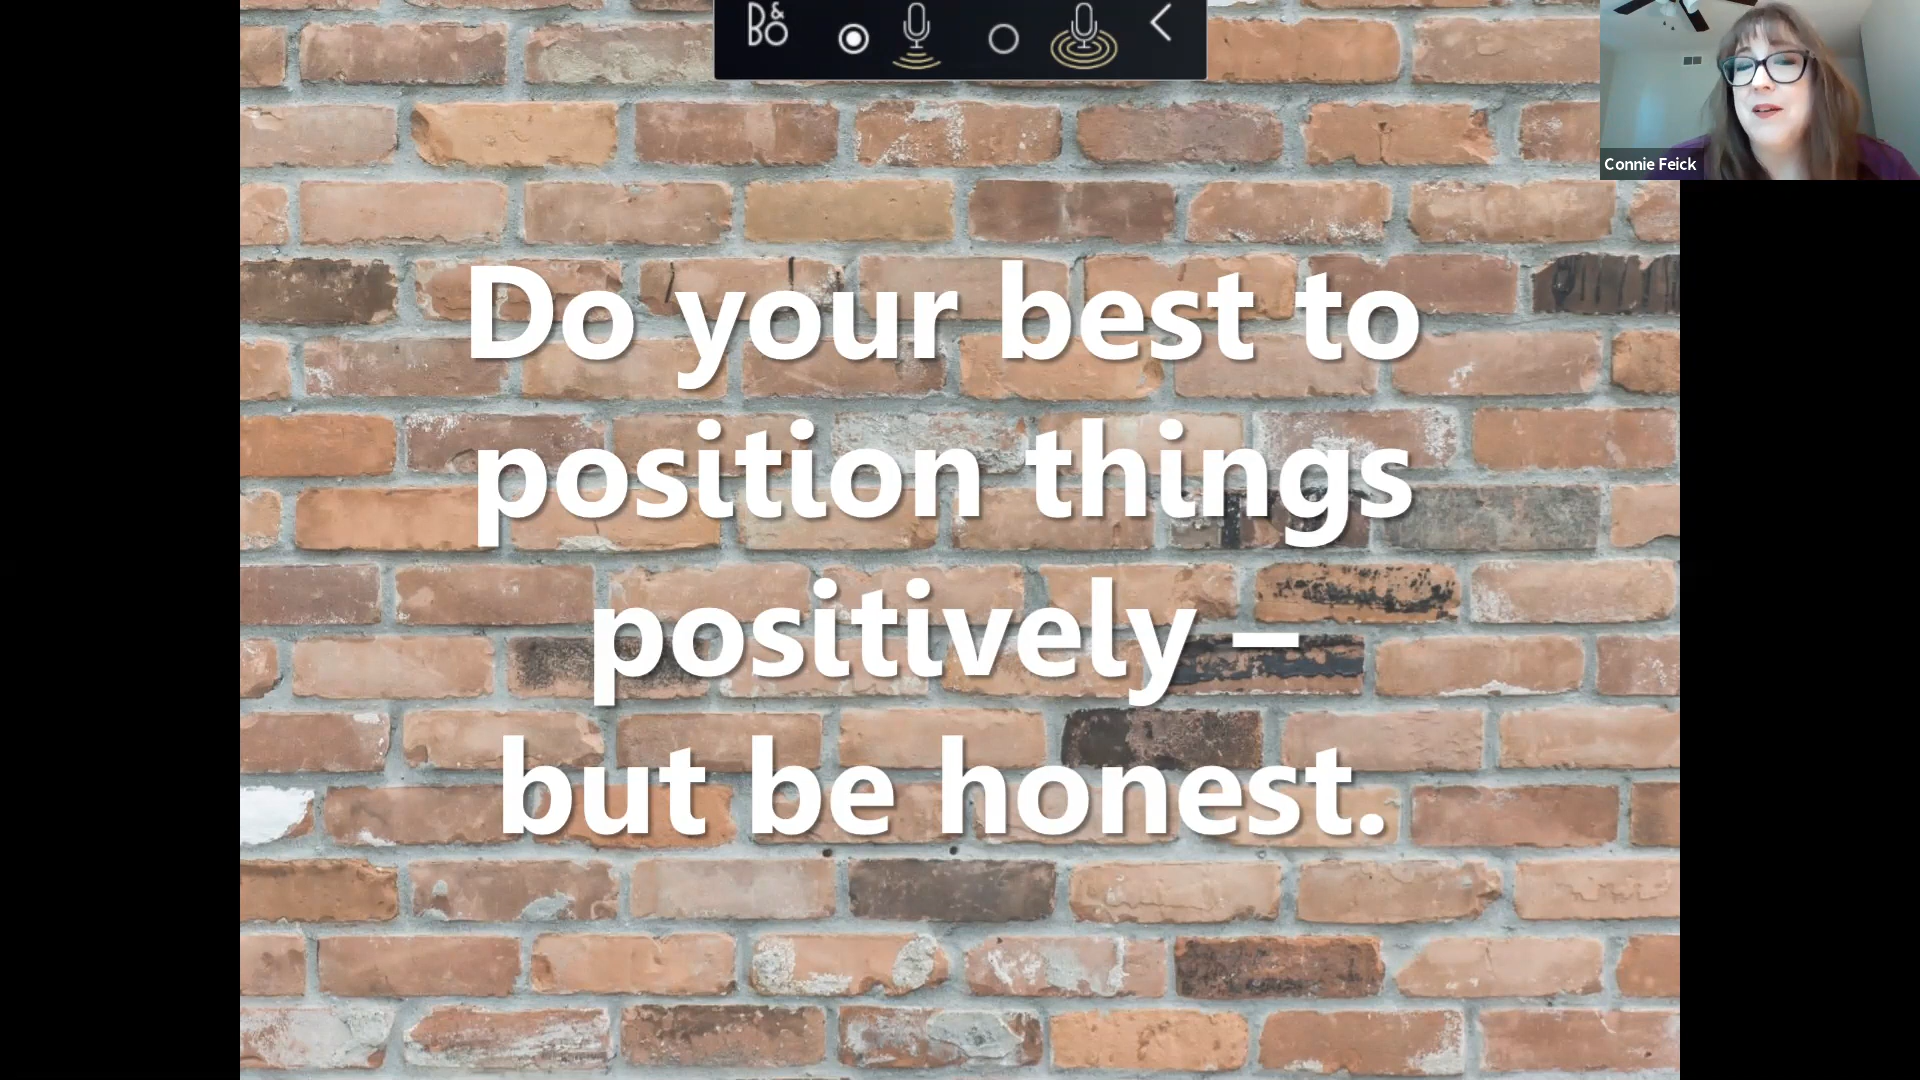 B&O
Connie Feick
Do your best to
position things
positively –
but be honest.